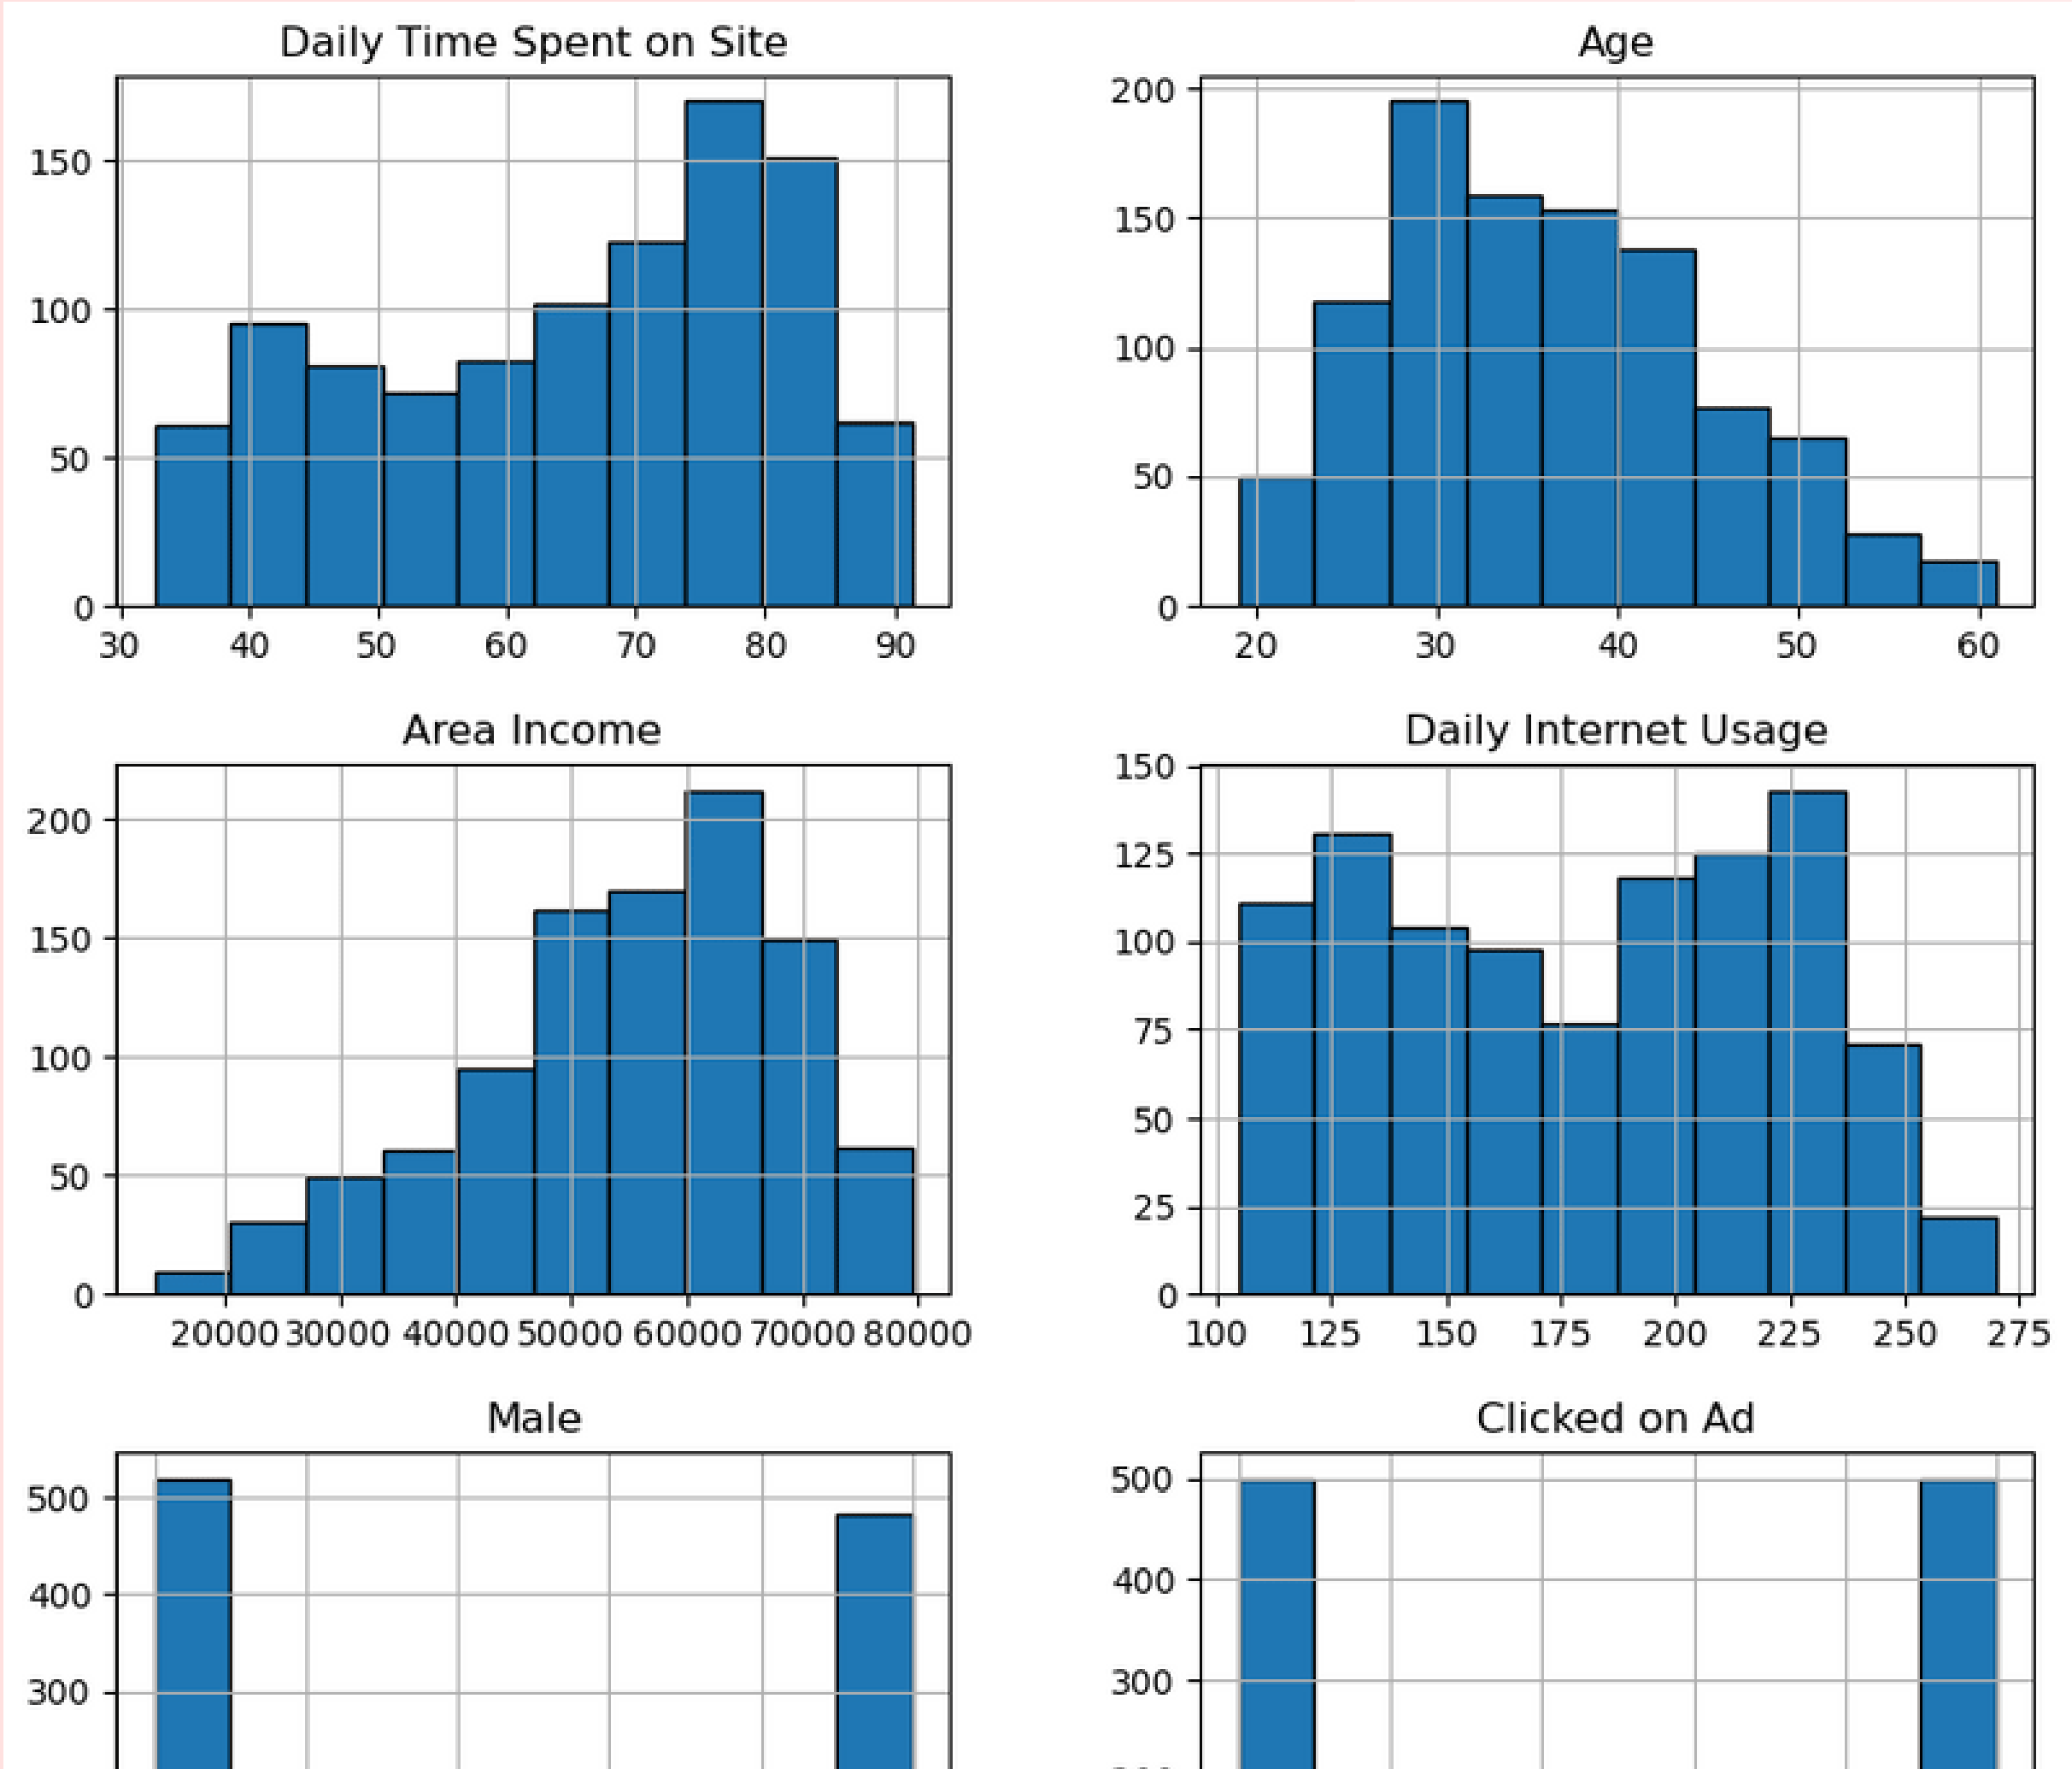 Daily Time Spent on Site
150
100
50
0
30 40 50 60 70 80 90
Age
200
150
100
50
0
20 30 40 50 60
Area Income
200
150
100
50
0
20000 30000 40000 50000 60000 70000 80000
Daily Internet Usage
150
125
100
75
50
25
0
100 125 150 175 200 225 250 275
Male
500
400
300
Clicked on Ad
500
400
300